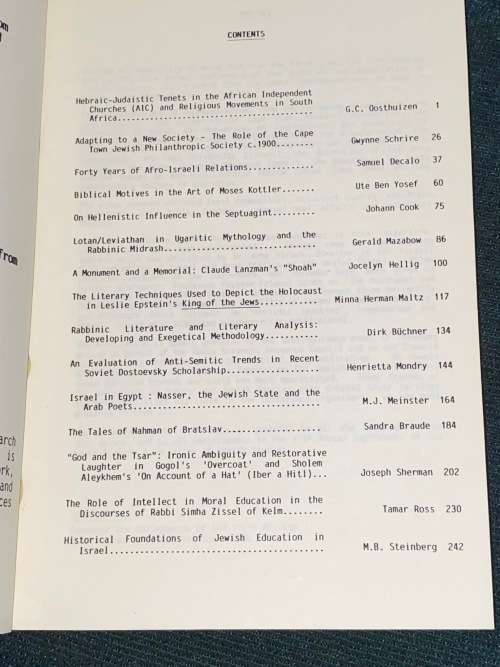 om
from
arch
is
ork,
and
ces
CONTENTS
Hebraic-Judaistic Tenets in the African Independent
Churches (AIC) and Religious Movements in South
Africa........................................ G.C. Oosthuizen 1
Adapting to a New Society - The Role of the Cape
Town Jewish Philanthropic Society c.1900........ Gwynne Schrire 26
Forty Years of Afro-Israeli Relations.............. Samuel Decalo 37
Biblical Motives in the Art of Moses Kottler....... Ute Ben Yosef 60
On Hellenistic Influence in the Septuagint......... Johann Cook 75
Lotan/Leviathan in Ugaritic Mythology and the
Rabbinic Midrash................................ Gerald Mazabow 86
A Monument and a Memorial: Claude Lanzman's "Shoah" Jocelyn Hellig 100
The Literary Techniques Used to Depict the Holocaust
in Leslie Epstein's King of the Jews............ Minna Herman Maltz 117
Rabbinic Literature and Literary Analysis:
Developing and Exegetical Methodology........... Dirk Büchner 134
An Evaluation of Anti-Semitic Trends in Recent
Soviet Dostoevsky Scholarship................... Henrietta Mondry 144
Israel in Egypt : Nasser, the Jewish State and the
Arab Poets...................................... M.J. Meinster 164
The Tales of Nahman of Bratslav.................... Sandra Braude 184
"God and the Tsar": Ironic Ambiguity and Restorative
Laughter in Gogol's 'Overcoat' and Sholem
Aleykhem's 'On Account of a Hat' (Iber a Hitl)... Joseph Sherman 202
The Role of Intellect in Moral Education in the
Discourses of Rabbi Simha Zissel of Kelm........ Tamar Ross 230
Historical Foundations of Jewish Education in
Israel.......................................... M.B. Steinberg 242